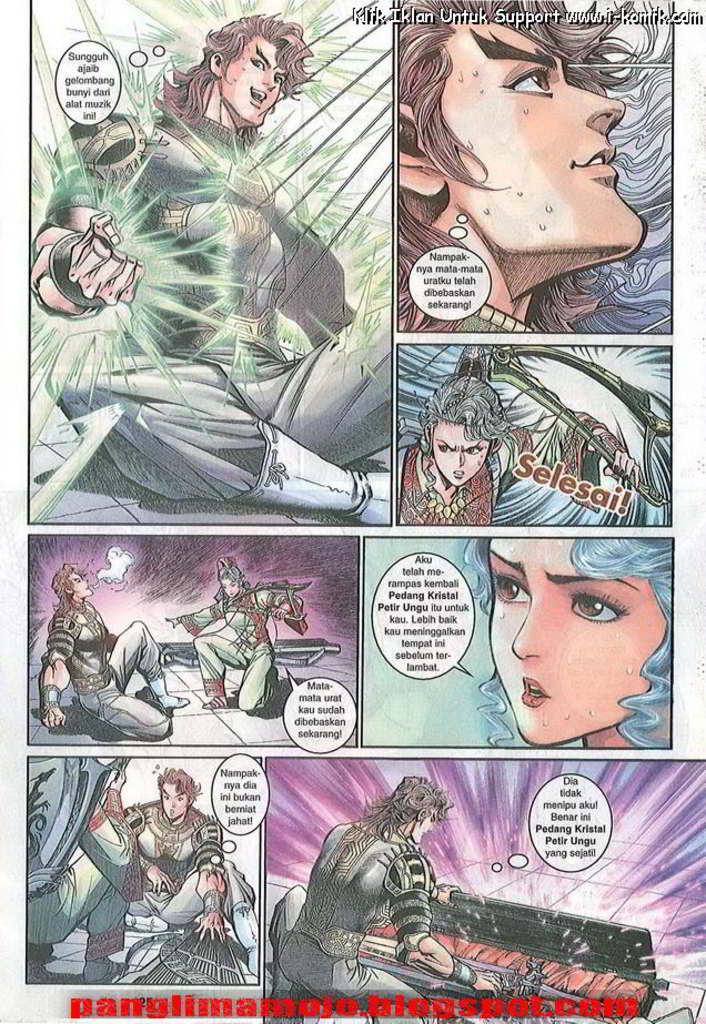 Klik Iklan Untuk Support www.i-komik.com
Sungguh
ajaib
gelombang
bunyi dari
alat muzik
ini!
Nampak-
nya mata-mata
uratku telah
dibebaskan
sekarang!
Selesai!
Mata-
mata urat
kau sudah
dibebaskan
sekarang!
Aku
telah me-
rampas kembali
Pedang Kristal
Petir Ungu itu untuk
kau. Lebih baik
kau meninggalkan
tempat ini
sebelum ter-
lambat.
Nampak-
nya dia
ini bukan
berniat
jahat!
Dia
tidak
menipu aku!
Benar ini
Pedang Kristal
Petir Ungu
yang sejati!
panglimamojo.blogspot.com